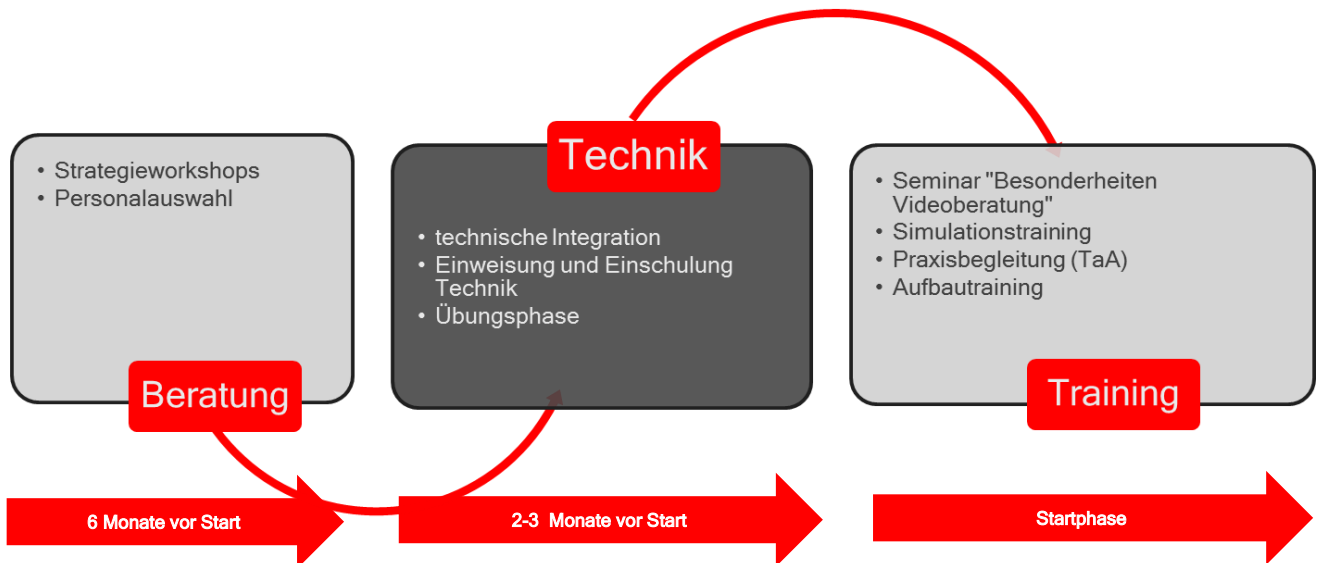 • Strategieworkshops
• Personalauswahl
Beratung
Technik
• technische Integration
• Einweisung und Einschulung
Technik
• Übungsphase
• Seminar "Besonderheiten
Videoberatung"
• Simulationstraining
• Praxisbegleitung (TaA)
• Aufbautraining
Training
6 Monate vor Start
2-3 Monate vor Start
Startphase